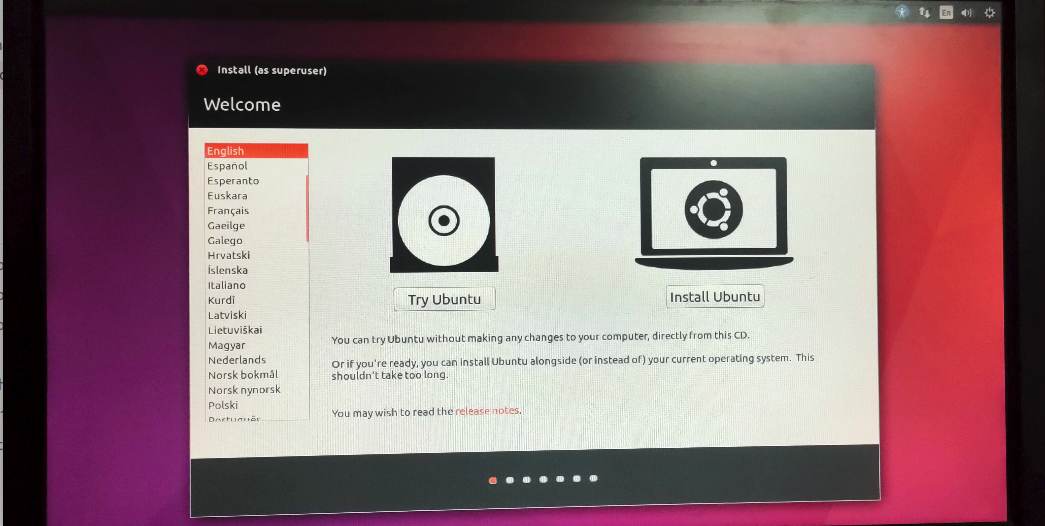 En
Install (as superuser)
Welcome
English
Español
Esperanto
Euskara
Français
Gaeilge
Galego
Hrvatski
Íslenska
Italiano
Kurdî
Latviski
Lietuviškai
Magyar
Nederlands
Norsk bokmål
Norsk nynorsk
Polski
Português
Try Ubuntu
Install Ubuntu
You can try Ubuntu without making any changes to your computer, directly from this CD.
Or if you're ready, you can install Ubuntu alongside (or instead of) your current operating system. This
shouldn't take too long.
You may wish to read the release notes.